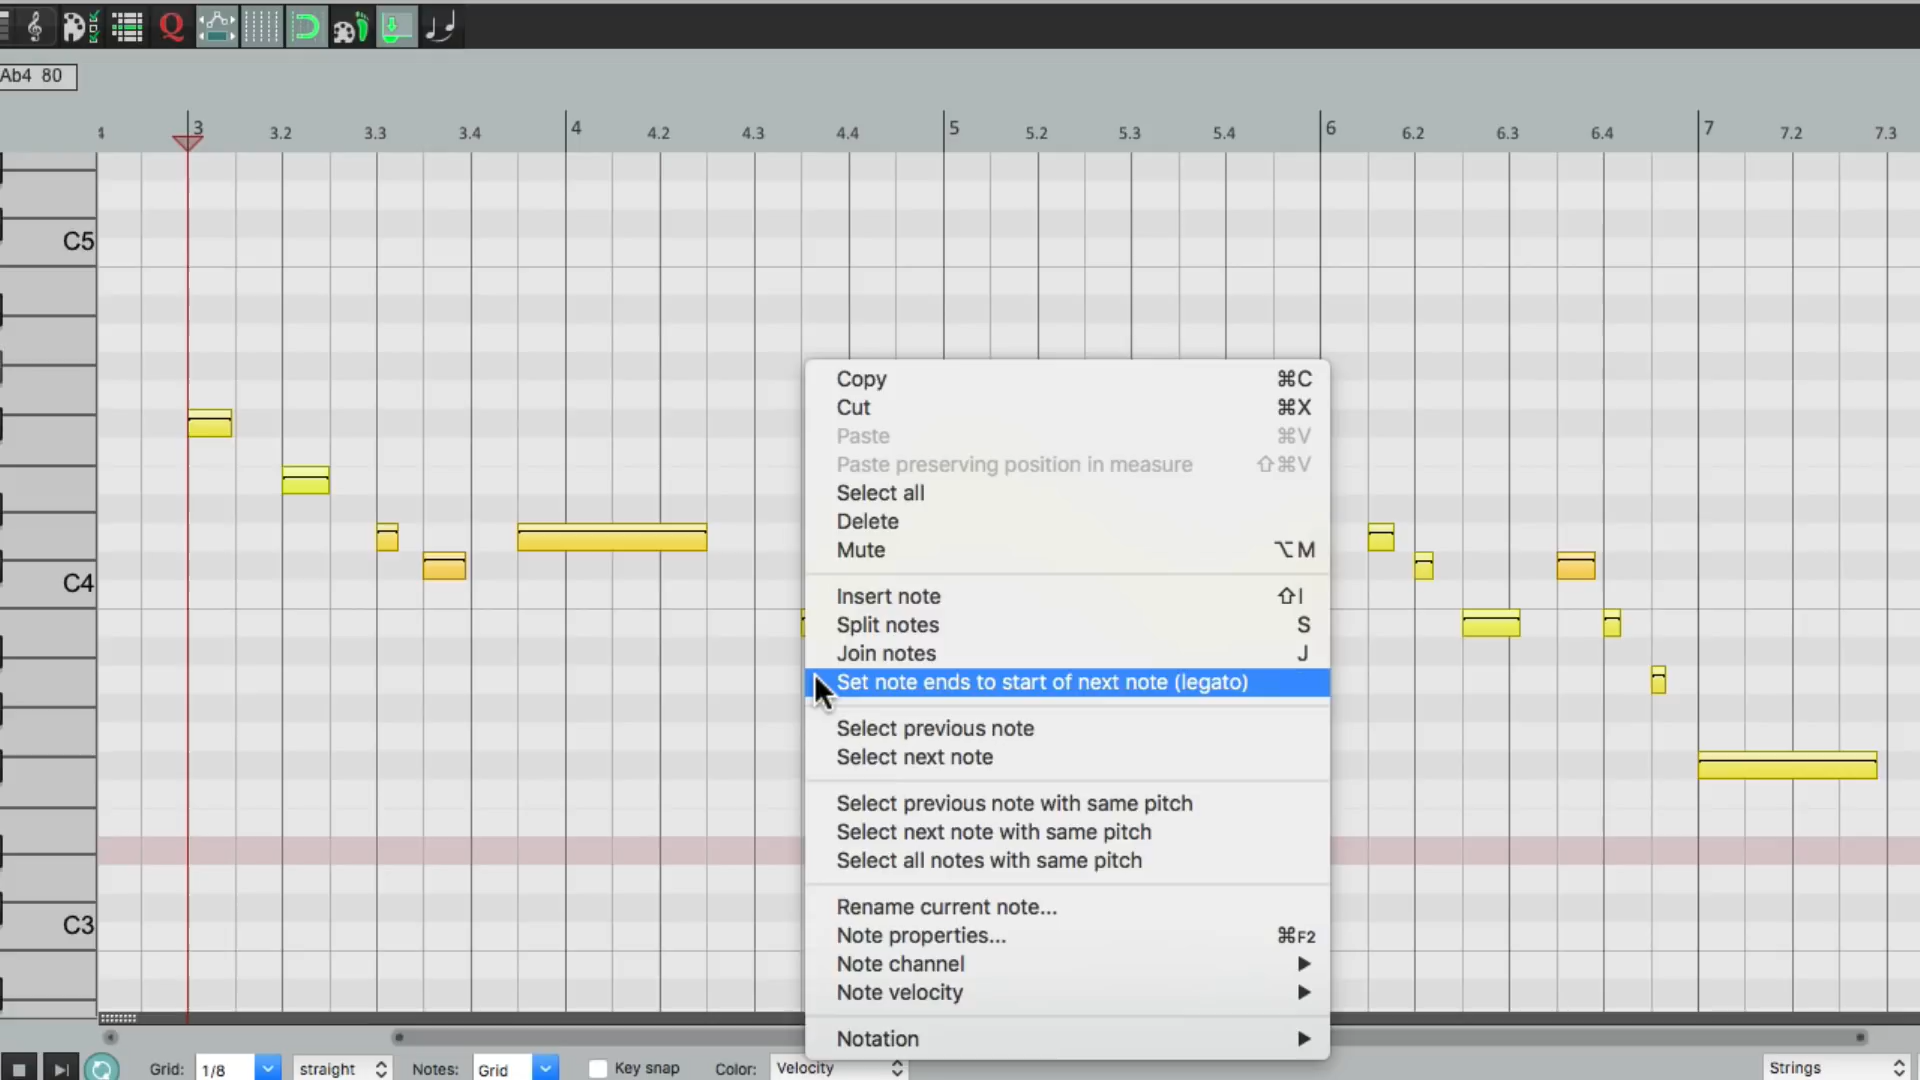 Q
Ab4 80
4
3
3.2
3.3
3.4
4
4.2
4.3
4.4
5
5.2
5.3
5.4
6
6.2
6.3
6.4
7
7.2
7.3
C5
C4
C3
Copy ⌘C
Cut ⌘X
Paste ⌘V
Paste preserving position in measure ⇧⌘V
Select all
Delete
Mute ⌥M
Insert note ⇧I
Split notes S
Join notes J
Set note ends to start of next note (legato)
Select previous note
Select next note
Select previous note with same pitch
Select next note with same pitch
Select all notes with same pitch
Rename current note...
Note properties... ⌘F2
Note channel
Note velocity
Notation
Grid: 1/8 straight Notes: Grid Key snap Color: Velocity Strings